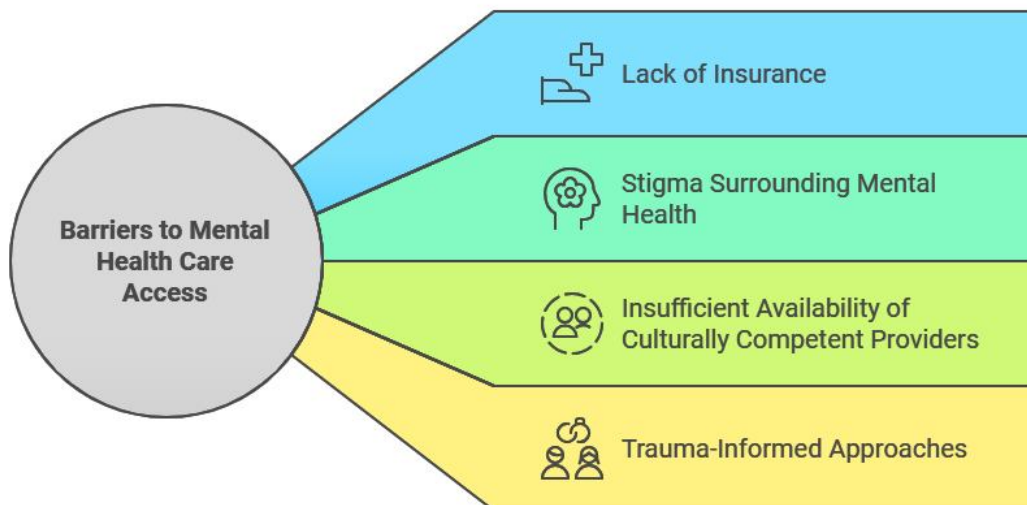 Barriers to Mental
Health Care
Access
Lack of Insurance
Stigma Surrounding Mental
Health
Insufficient Availability of
Culturally Competent Providers
Trauma-Informed Approaches